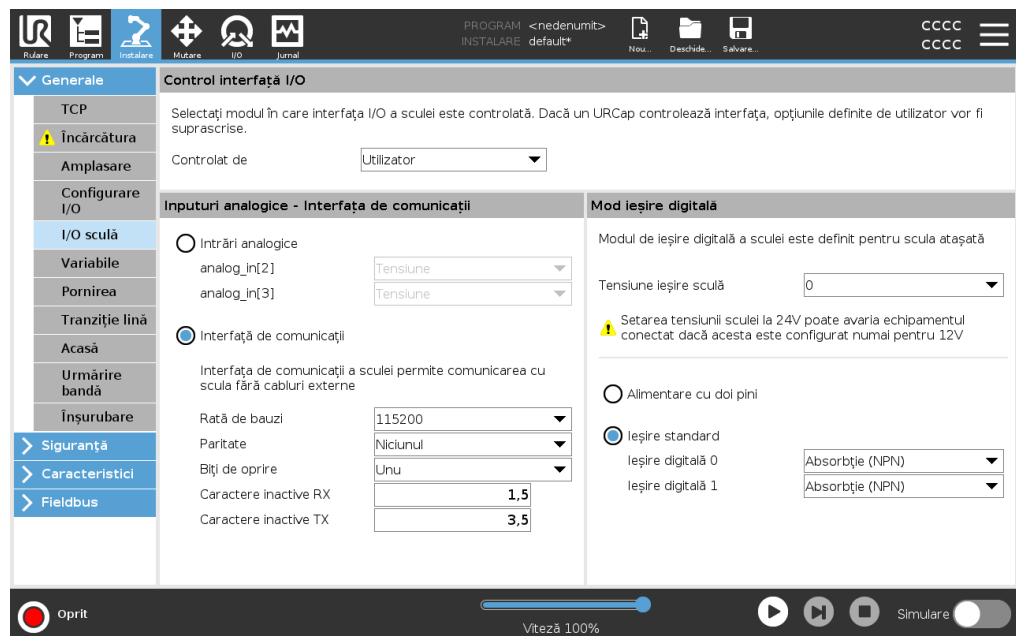 PROGRAM <nedenumit>
INSTALARE default*
cccc
cccc
Rulare Program Instalare Mutare I/O Jurnal Nou... Deschide... Salvare...
Generale
TCP
Încărcătura
Amplasare
Configurare
I/O
I/O sculă
Variabile
Pornirea
Tranziție lină
Acasă
Urmărire
bandă
Înșurubare
Siguranță
Caracteristici
Fieldbus
Control interfață I/O
Selectați modul în care interfața I/O a sculei este controlată. Dacă un URCap controlează interfața, opțiunile definite de utilizator vor fi
suprascrise.
Controlat de Utilizator
Inputuri analogice - Interfața de comunicații
Intrări analogice
analog_in[2] Tensiune
analog_in[3] Tensiune
Interfață de comunicații
Interfața de comunicații a sculei permite comunicarea cu
scula fără cabluri externe
Rată de bauzi 115200
Paritate Niciunul
Biți de oprire Unu
Caractere inactive RX 1,5
Caractere inactive TX 3,5
Mod ieșire digitală
Modul de ieșire digitală a sculei este definit pentru scula atașată
Tensiune ieșire sculă 0
Setarea tensiunii sculei la 24V poate avaria echipamentul
conectat dacă acesta este configurat numai pentru 12V
Alimentare cu doi pini
Ieșire standard
Ieșire digitală 0 Absorbție (NPN)
Ieșire digitală 1 Absorbție (NPN)
Oprit
Viteză 100%
Simulare